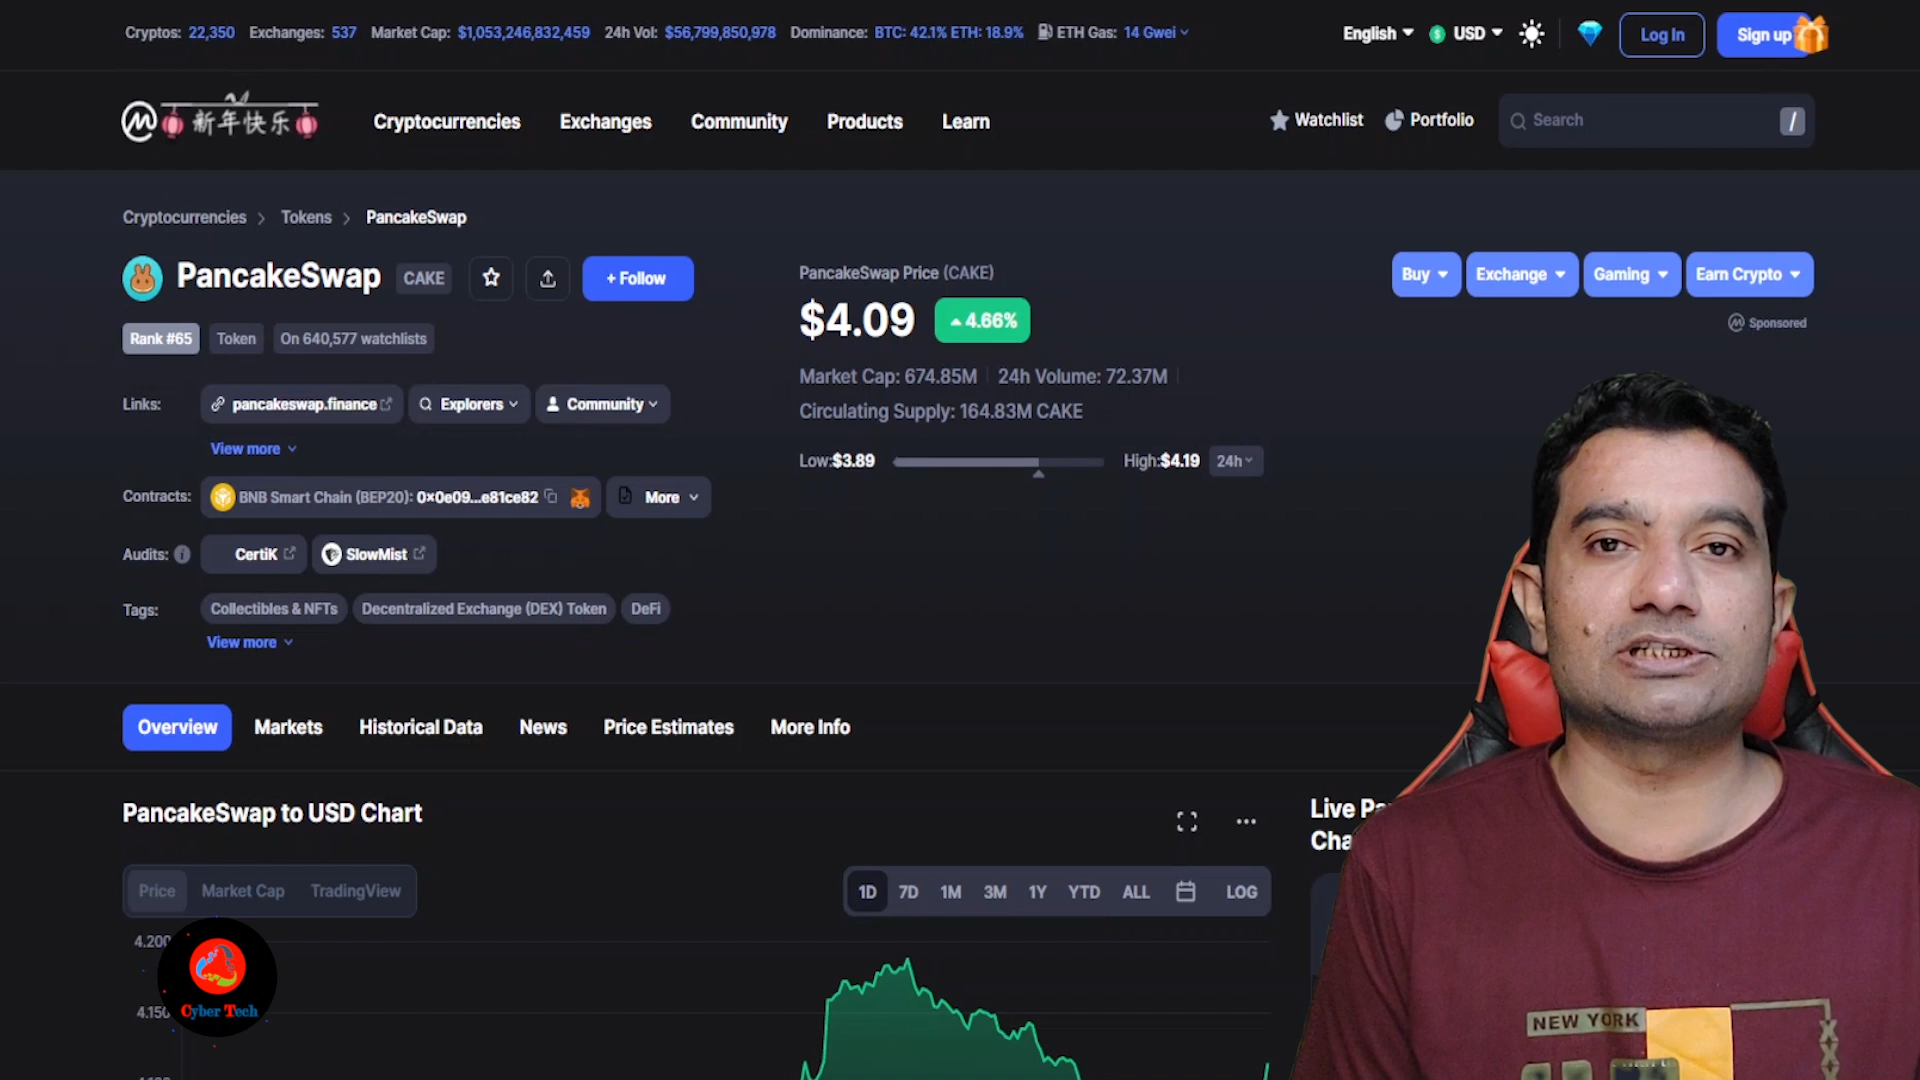 Cryptos: 22,350 Exchanges: 537 Market Cap: $1,053,246,832,459 24h Vol: $56,799,850,978 Dominance: BTC: 42.1% ETH: 18.9% ETH Gas: 14 Gwei
English USD Log In Sign up
新年快乐 Cryptocurrencies Exchanges Community Products Learn
Watchlist Portfolio Search /
Cryptocurrencies > Tokens > PancakeSwap
PancakeSwap CAKE + Follow
Rank #65 Token On 640,577 watchlists
Links: pancakeswap.finance Explorers Community
View more
Contracts: BNB Smart Chain (BEP20): 0x0e09...e81ce82 More
Audits: CertiK SlowMist
Tags: Collectibles & NFTs Decentralized Exchange (DEX) Token DeFi
View more
PancakeSwap Price (CAKE)
$4.09 4.66%
Market Cap: 674.85M 24h Volume: 72.37M
Circulating Supply: 164.83M CAKE
Low:$3.89 High:$4.19 24h
Buy Exchange Gaming Earn Crypto
Sponsored
Overview Markets Historical Data News Price Estimates More Info
PancakeSwap to USD Chart
Price Market Cap TradingView
1D 7D 1M 3M 1Y YTD ALL LOG
4.200
4.150
Cyber Tech
Live
NEW YORK